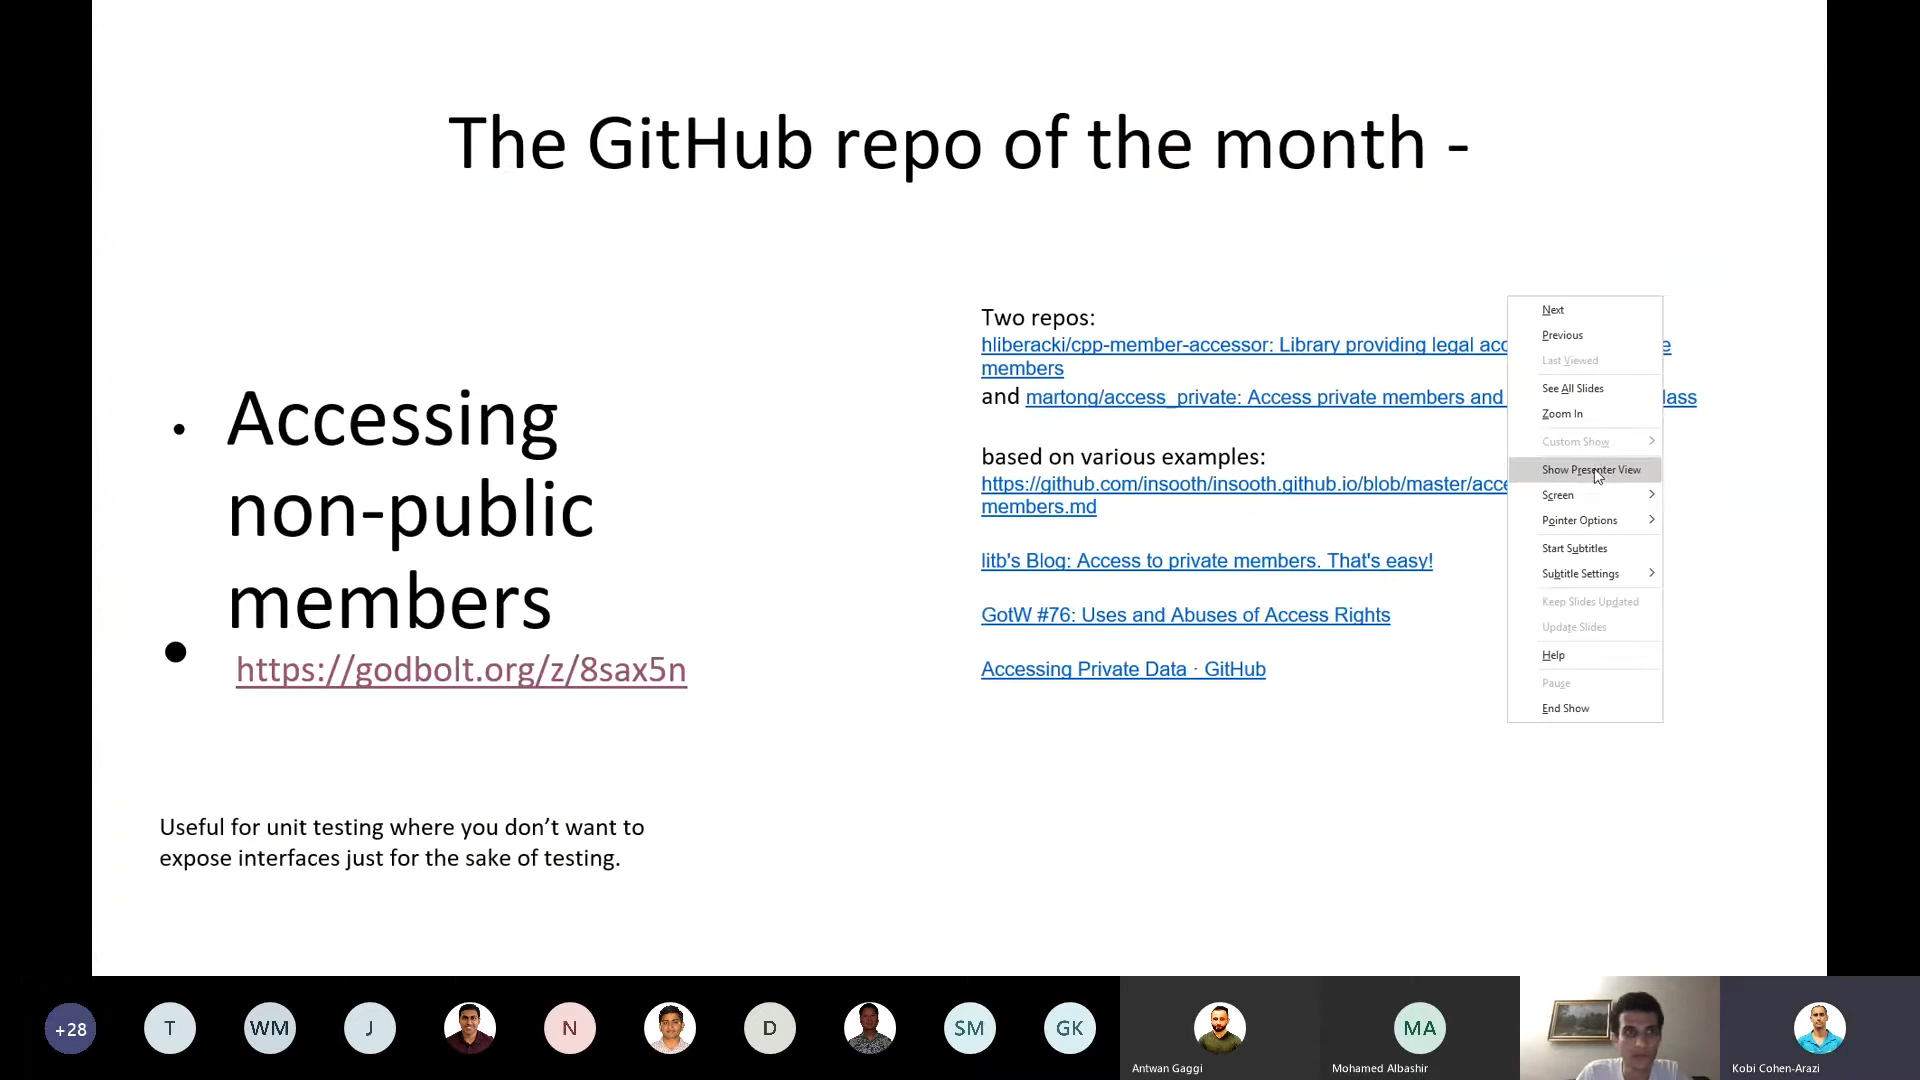 The GitHub repo of the month -
• Accessing
non-public
members
• https://godbolt.org/z/8sax5n
Useful for unit testing where you don’t want to
expose interfaces just for the sake of testing.
Two repos:
hliberacki/cpp-member-accessor: Library providing legal acc e
members
and martong/access_private: Access private members and lass
based on various examples:
https://github.com/insooth/insooth.github.io/blob/master/acce
members.md
litb's Blog: Access to private members. That's easy!
GotW #76: Uses and Abuses of Access Rights
Accessing Private Data · GitHub
Next
Previous
Last Viewed
See All Slides
Zoom In
Custom Show
Show Presenter View
Screen
Pointer Options
Start Subtitles
Subtitle Settings
Keep Slides Updated
Update Slides
Help
Pause
End Show
+28
T
WM
J
N
D
SM
GK
Antwan Gaggi
MA
Mohamed Albashir
Kobi Cohen-Arazi